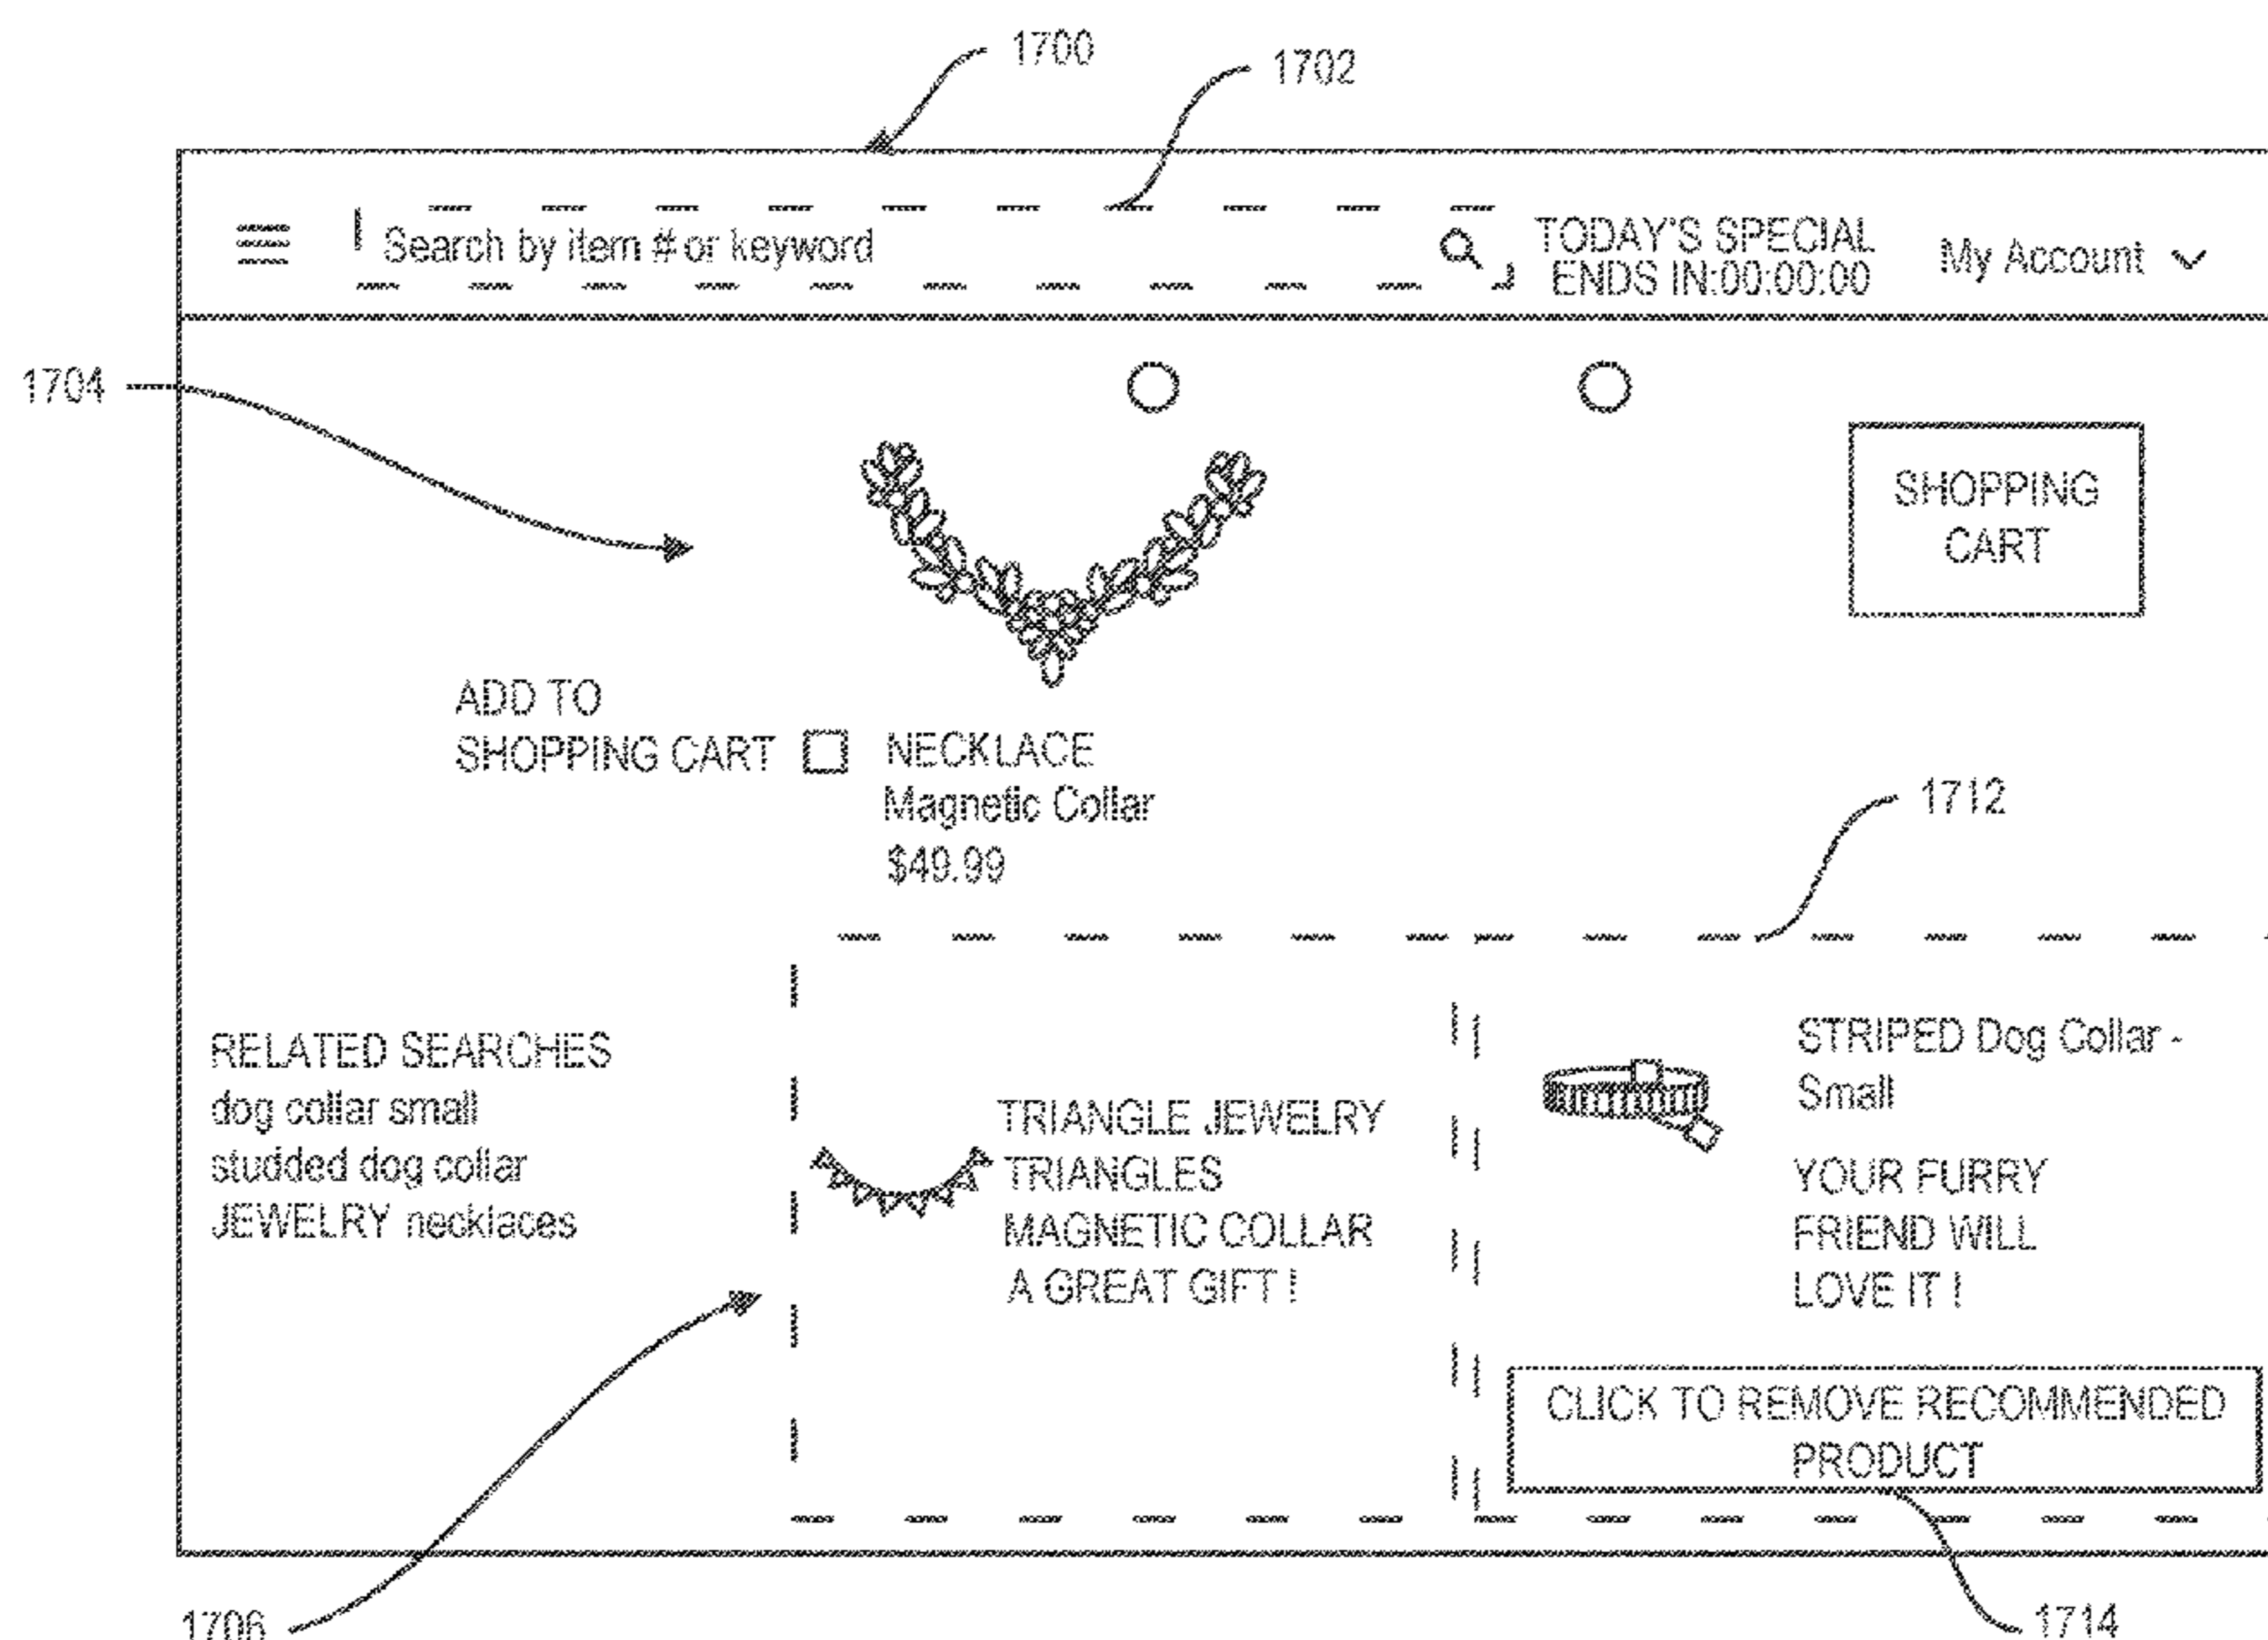 1700
1702
Search by item # or keyword
TODAY'S SPECIAL
ENDS IN:00:00:00
My Account
1704
SHOPPING
CART
ADD TO
SHOPPING CART
NECKLACE
Magnetic Collar
$49.99
1712
RELATED SEARCHES
dog collar small
studded dog collar
JEWELRY necklaces
TRIANGLE JEWELRY
TRIANGLES
MAGNETIC COLLAR
A GREAT GIFT !
STRIPED Dog Collar -
Small
YOUR FURRY
FRIEND WILL
LOVE IT !
CLICK TO REMOVE RECOMMENDED
PRODUCT
1706
1714